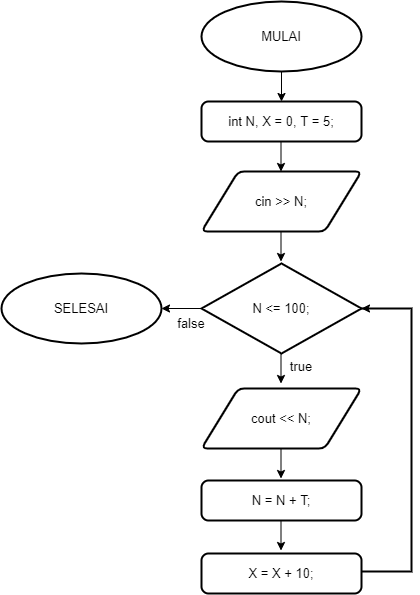 MULAI
int N, X = 0, T = 5;
cin >> N;
N <= 100;
SELESAI
false
true
cout << N;
N = N + T;
X = X + 10;